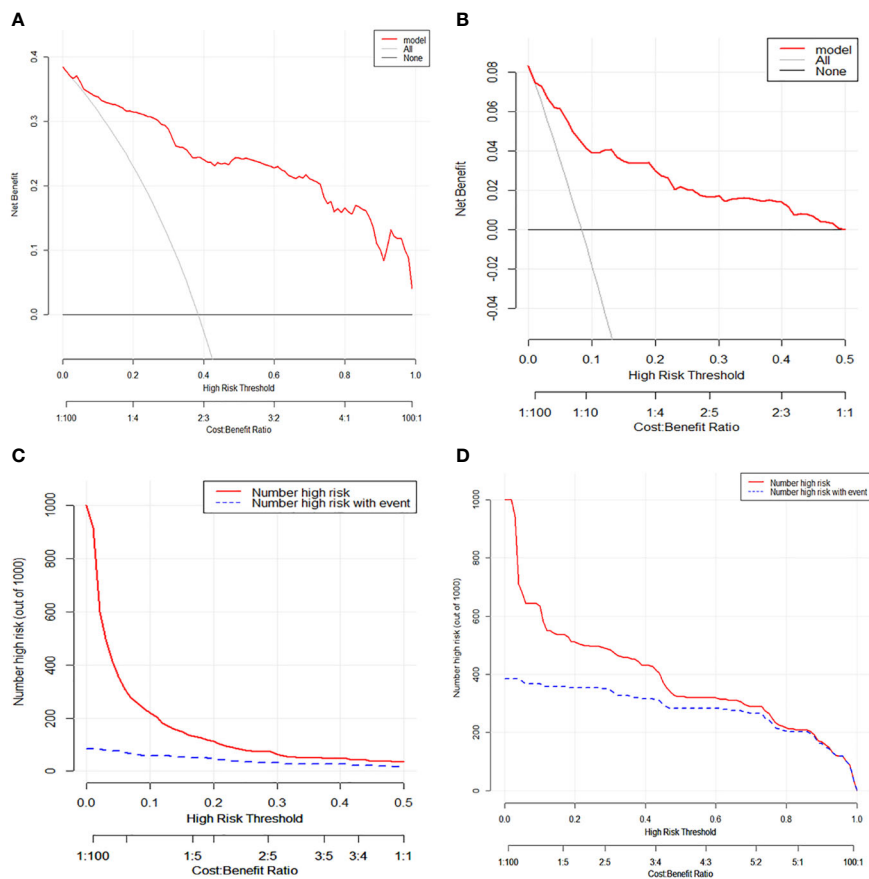 A
model
All
None
0.4
0.3
0.2
0.1
0.0
Net Benefit
0.0 0.2 0.4 0.6 0.8 1.0
High Risk Threshold
1:100 1:4 2:3 3:2 4:1 100:1
Cost:Benefit Ratio
B
model
All
None
0.08
0.04
0.02
0.00
-0.02
-0.04
Net Benefit
0.0 0.1 0.2 0.3 0.4 0.5
High Risk Threshold
1:100 1:10 1:4 2:5 2:3 1:1
Cost:Benefit Ratio
C
Number high risk
Number high risk with event
1000
800
600
400
200
0
Number high risk (out of 1000)
0.0 0.1 0.2 0.3 0.4 0.5
High Risk Threshold
1:100 1:5 2:5 3:5 3:4 1:1
Cost:Benefit Ratio
D
Number high risk
Number high risk with event
1000
800
600
400
200
0
Number high risk (out of 1000)
0.0 0.2 0.4 0.6 0.8 1.0
High Risk Threshold
1:100 1:5 2:5 3:4 4:3 5:2 5:1 100:1
Cost:Benefit Ratio